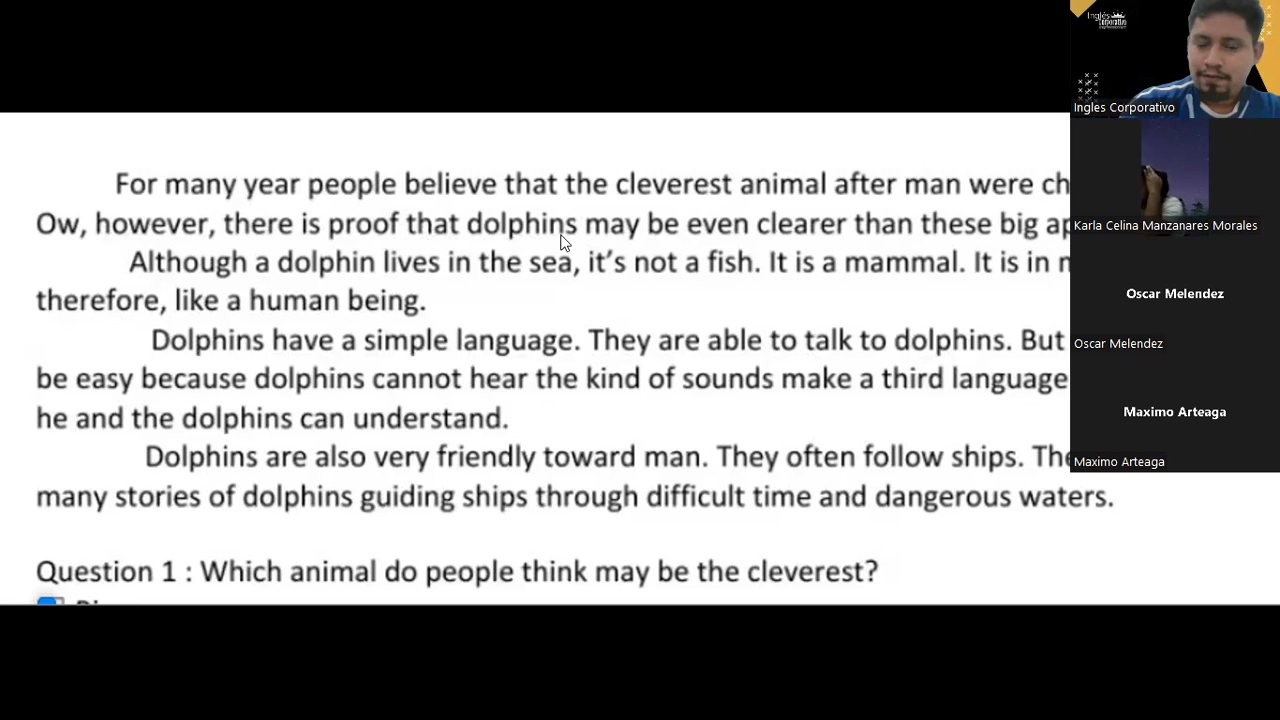 For many year people believe that the cleverest animal after man were
Ow, however, there is proof that dolphins may be even clearer than these big
Although a dolphin lives in the sea, it's not a fish. It is a mammal. It is in
therefore, like a human being.
Dolphins have a simple language. They are able to talk to dolphins. But
be easy because dolphins cannot hear the kind of sounds make a third language
he and the dolphins can understand.
Dolphins are also very friendly toward man. They often follow ships.
many stories of dolphins guiding ships through difficult time and dangerous waters.
Question 1 : Which animal do people think may be the cleverest?
Inglés
Corporativo
Ingles Corporativo
Karla Celina Manzanares Morales
Oscar Melendez
Oscar Melendez
Maximo Arteaga
Maximo Arteaga